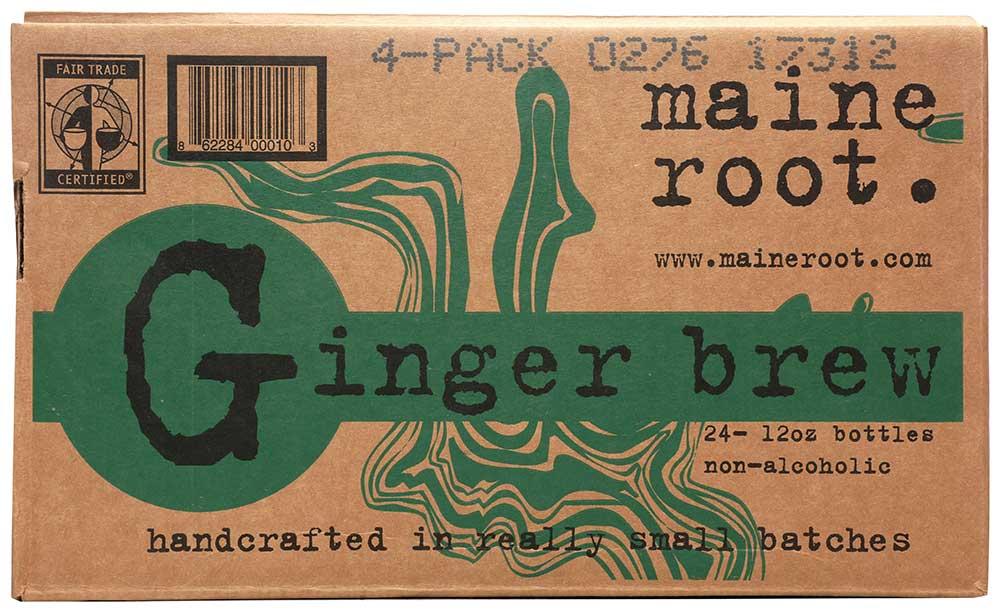 4-PACK 0276 17312
FAIR TRADE
CERTIFIED®
8 62284 00010 3
maine
root.
www.maineroot.com
Ginger brew
24- 12oz bottles
non-alcoholic
handcrafted in really small batches